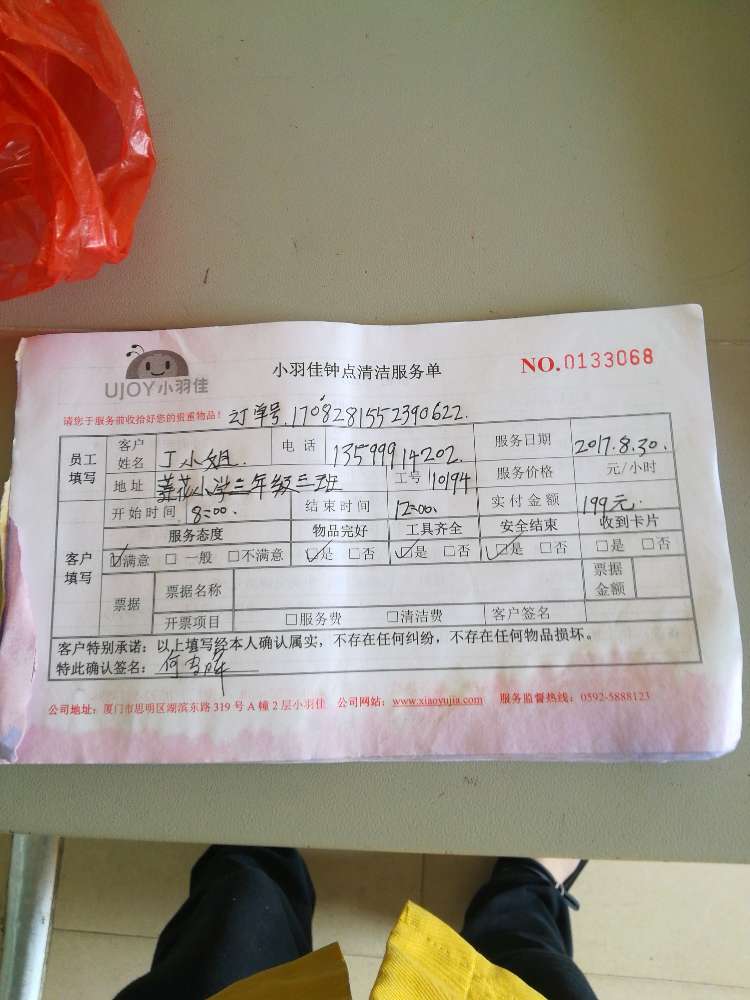 UJOY小羽佳
小羽佳钟点清洁服务单
NO.0133068
请您于服务前收拾好您的贵重物品!
订单号.1708281552390622.
员工填写 客户姓名 丁小姐. 电话 13599914202. 服务日期 2017.8.30.
地址 莲花小学三年级三班 工号 10194 服务价格 元/小时
开始时间 8:00. 结束时间 12:00. 实付金额 199元.
客户填写 服务态度 物品完好 工具齐全 安全结束 收到卡片
☑满意 □一般 □不满意 ☑是 □否 ☑是 □否 ☑是 □否 □是 □否
票据 票据名称 票据金额
开票项目 □服务费 □清洁费 客户签名
客户特别承诺：以上填写经本人确认属实，不存在任何纠纷，不存在任何物品损坏。
特此确认签名：
公司地址：厦门市思明区湖滨东路319号A幢2层小羽佳 公司网站：www.xiaoyujia.com 服务监督热线：0592-5888123